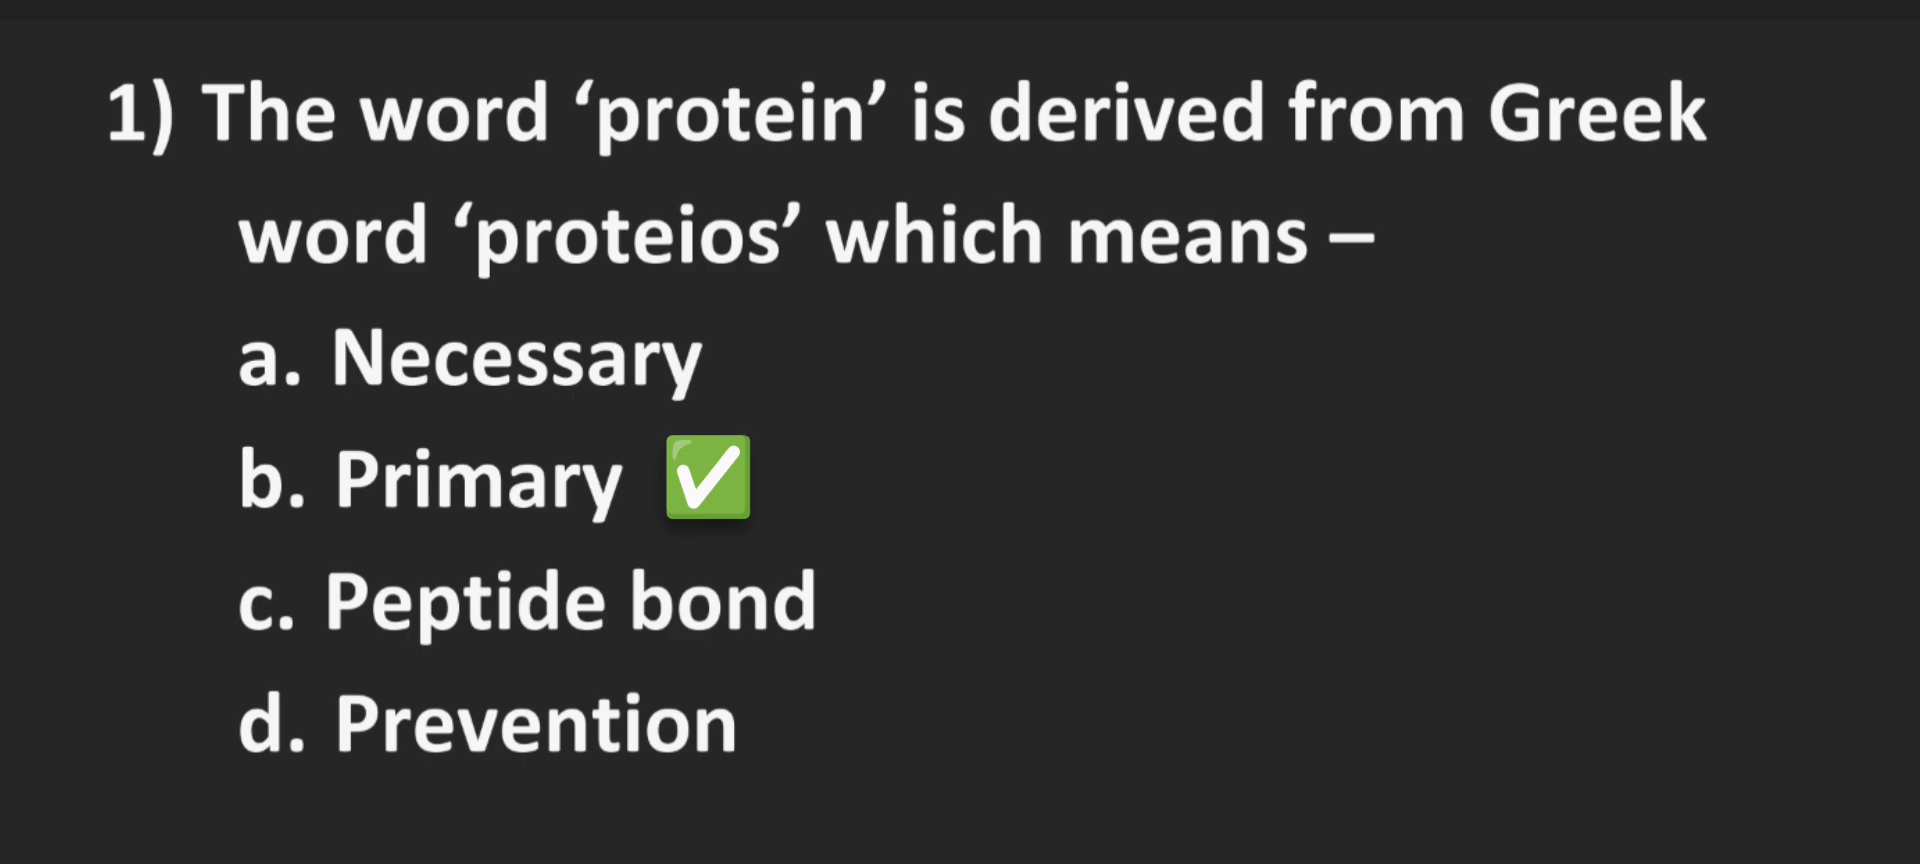 1) The word ‘protein’ is derived from Greek
word ‘proteios’ which means –
a. Necessary
b. Primary ✅
c. Peptide bond
d. Prevention